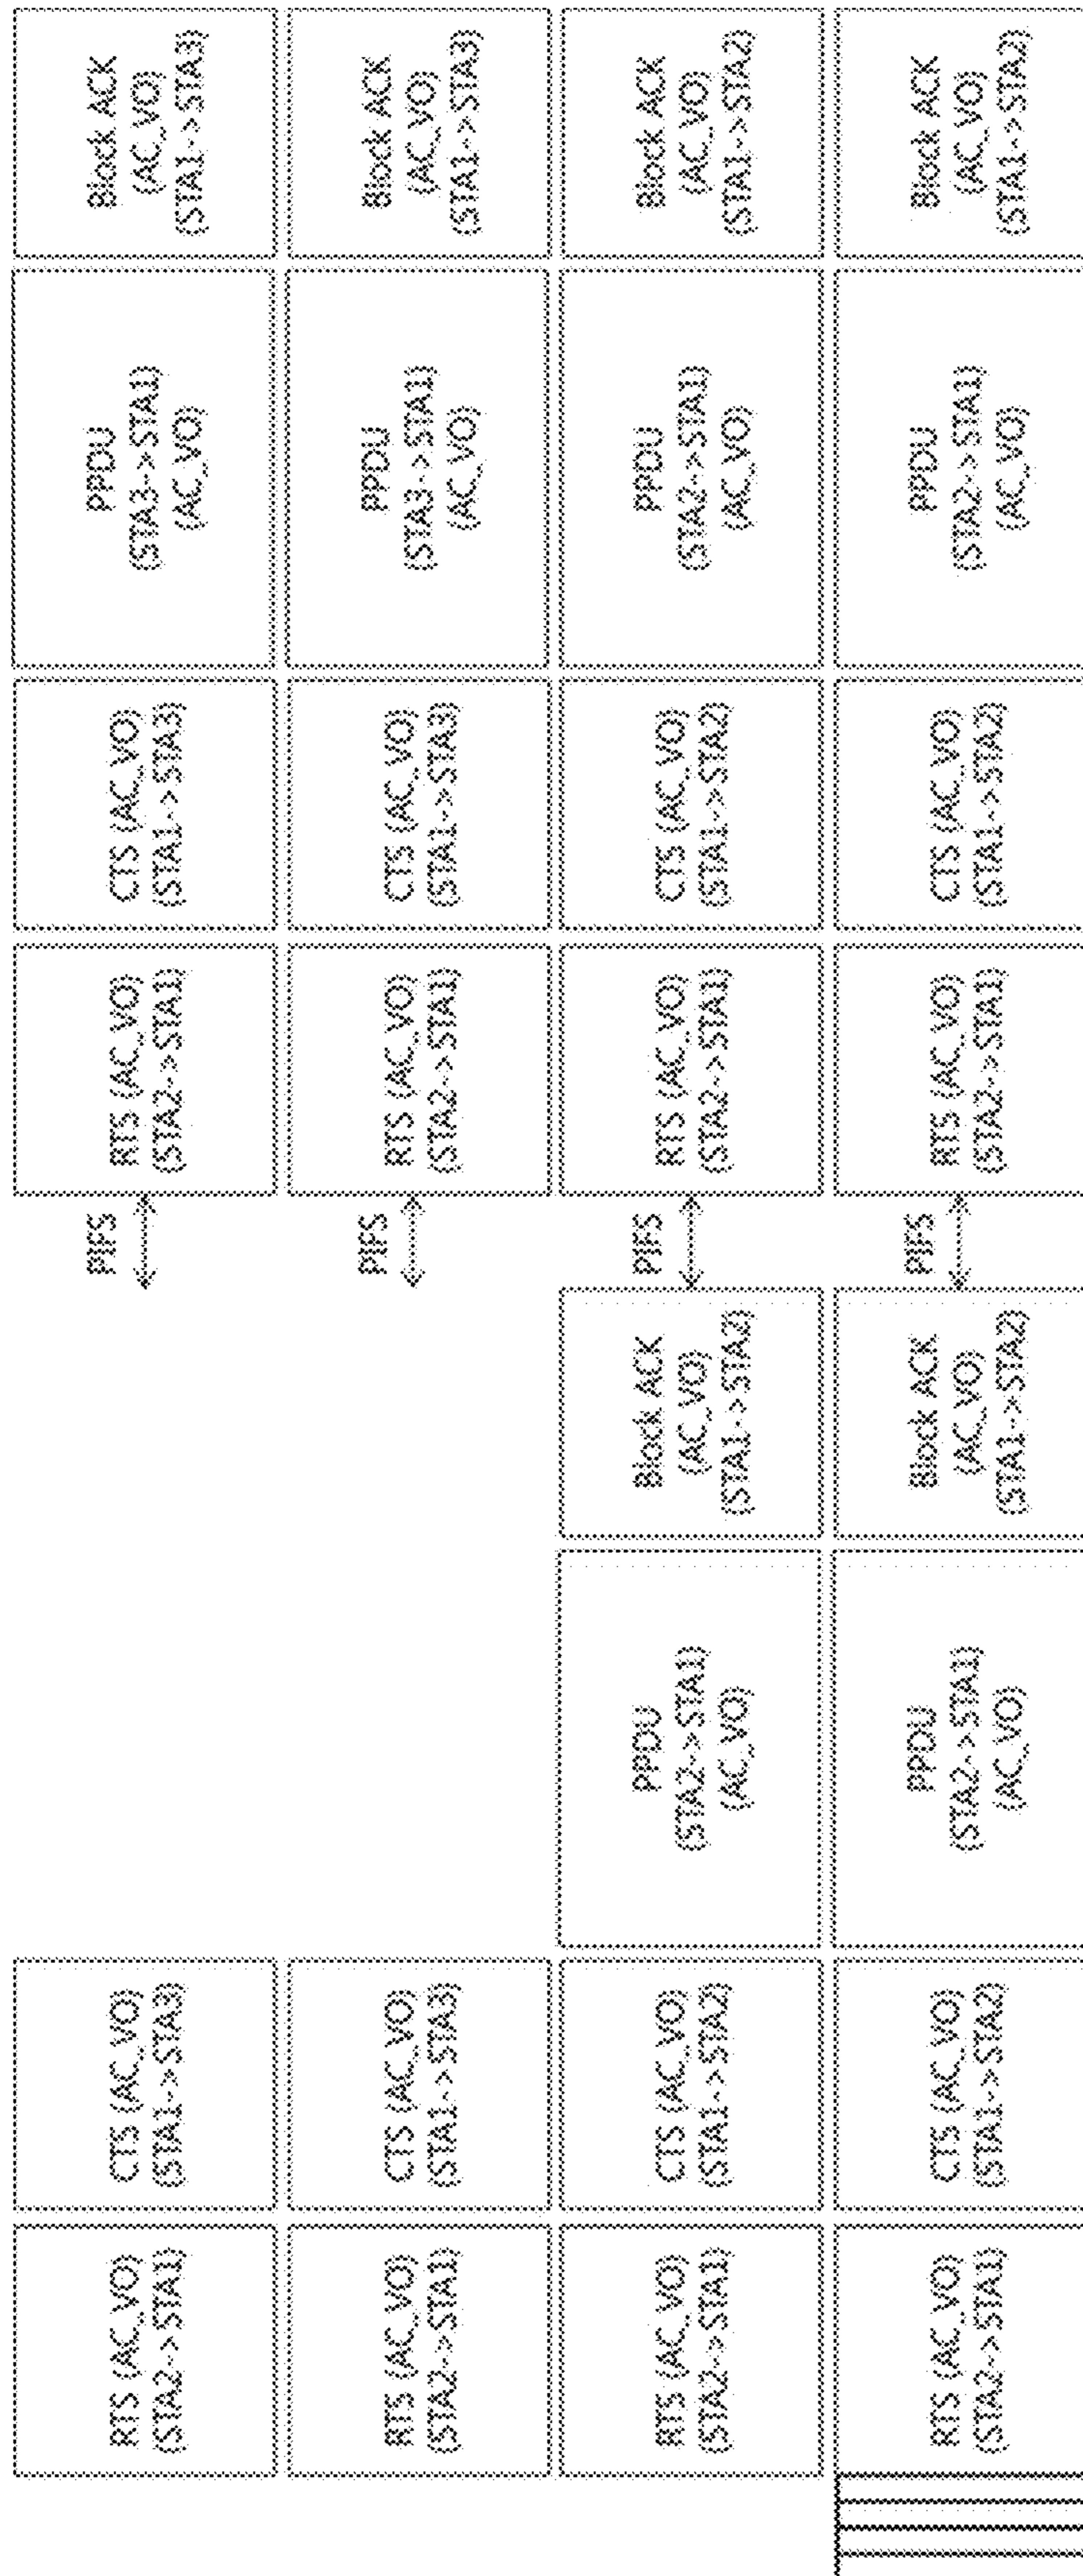 RTS (AC_VO)
(STA2->STA1)
CTS (AC_VO)
(STA1->STA3)
PIFS
RTS (AC_VO)
(STA2->STA1)
CTS (AC_VO)
(STA1->STA3)
PPDU
(STA3->STA1)
(AC_VO)
Block ACK
(AC_VO)
(STA1->STA3)
RTS (AC_VO)
(STA2->STA1)
CTS (AC_VO)
(STA1->STA3)
PIFS
RTS (AC_VO)
(STA2->STA1)
CTS (AC_VO)
(STA1->STA3)
PPDU
(STA3->STA1)
(AC_VO)
Block ACK
(AC_VO)
(STA1->STA3)
RTS (AC_VO)
(STA2->STA1)
CTS (AC_VO)
(STA1->STA2)
PPDU
(STA2->STA1)
(AC_VO)
Block ACK
(AC_VO)
(STA1->STA2)
PIFS
RTS (AC_VO)
(STA2->STA1)
CTS (AC_VO)
(STA1->STA2)
PPDU
(STA2->STA1)
(AC_VO)
Block ACK
(AC_VO)
(STA1->STA2)
RTS (AC_VO)
(STA2->STA1)
CTS (AC_VO)
(STA1->STA2)
PPDU
(STA2->STA1)
(AC_VO)
Block ACK
(AC_VO)
(STA1->STA2)
PIFS
RTS (AC_VO)
(STA2->STA1)
CTS (AC_VO)
(STA1->STA2)
PPDU
(STA2->STA1)
(AC_VO)
Block ACK
(AC_VO)
(STA1->STA2)